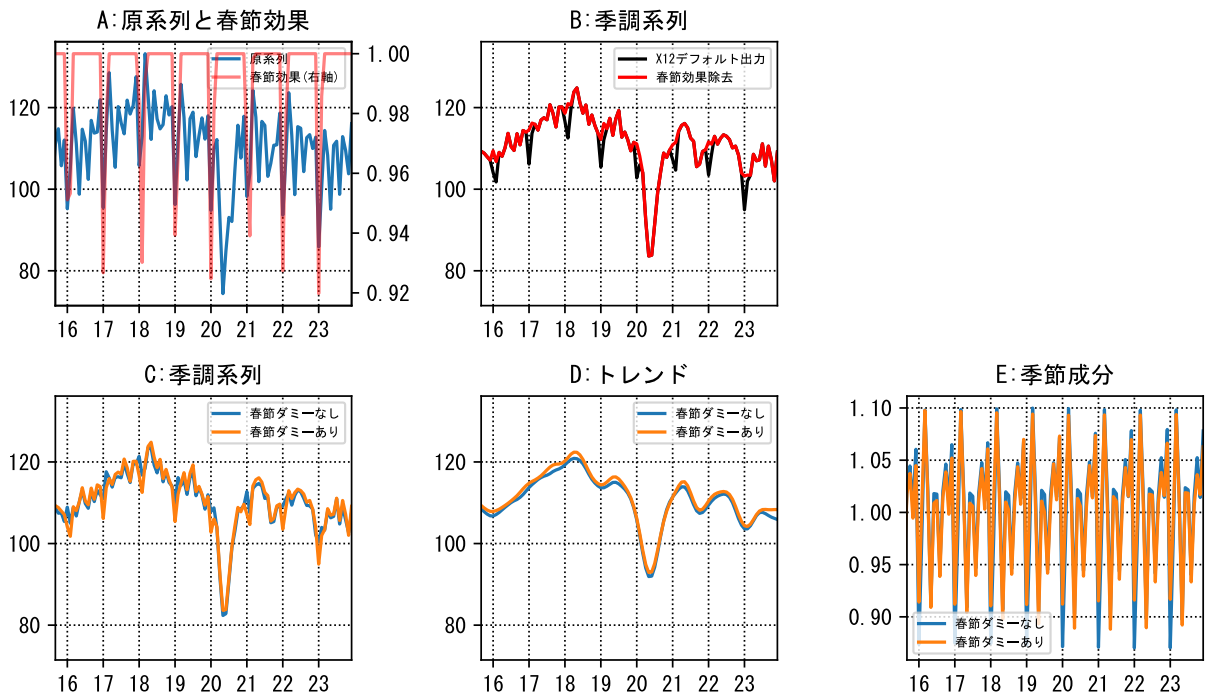 A:原系列と春節効果
原系列
春節効果(右軸)
120
100
80
1.00
0.98
0.96
0.94
0.92
16 17 18 19 20 21 22 23
B:季調系列
X12デフォルト出力
春節効果除去
120
100
80
16 17 18 19 20 21 22 23
C:季調系列
春節ダミーなし
春節ダミーあり
120
100
80
16 17 18 19 20 21 22 23
D:トレンド
春節ダミーなし
春節ダミーあり
120
100
80
16 17 18 19 20 21 22 23
E:季節成分
1.10
1.05
1.00
0.95
0.90
春節ダミーなし
春節ダミーあり
16 17 18 19 20 21 22 23